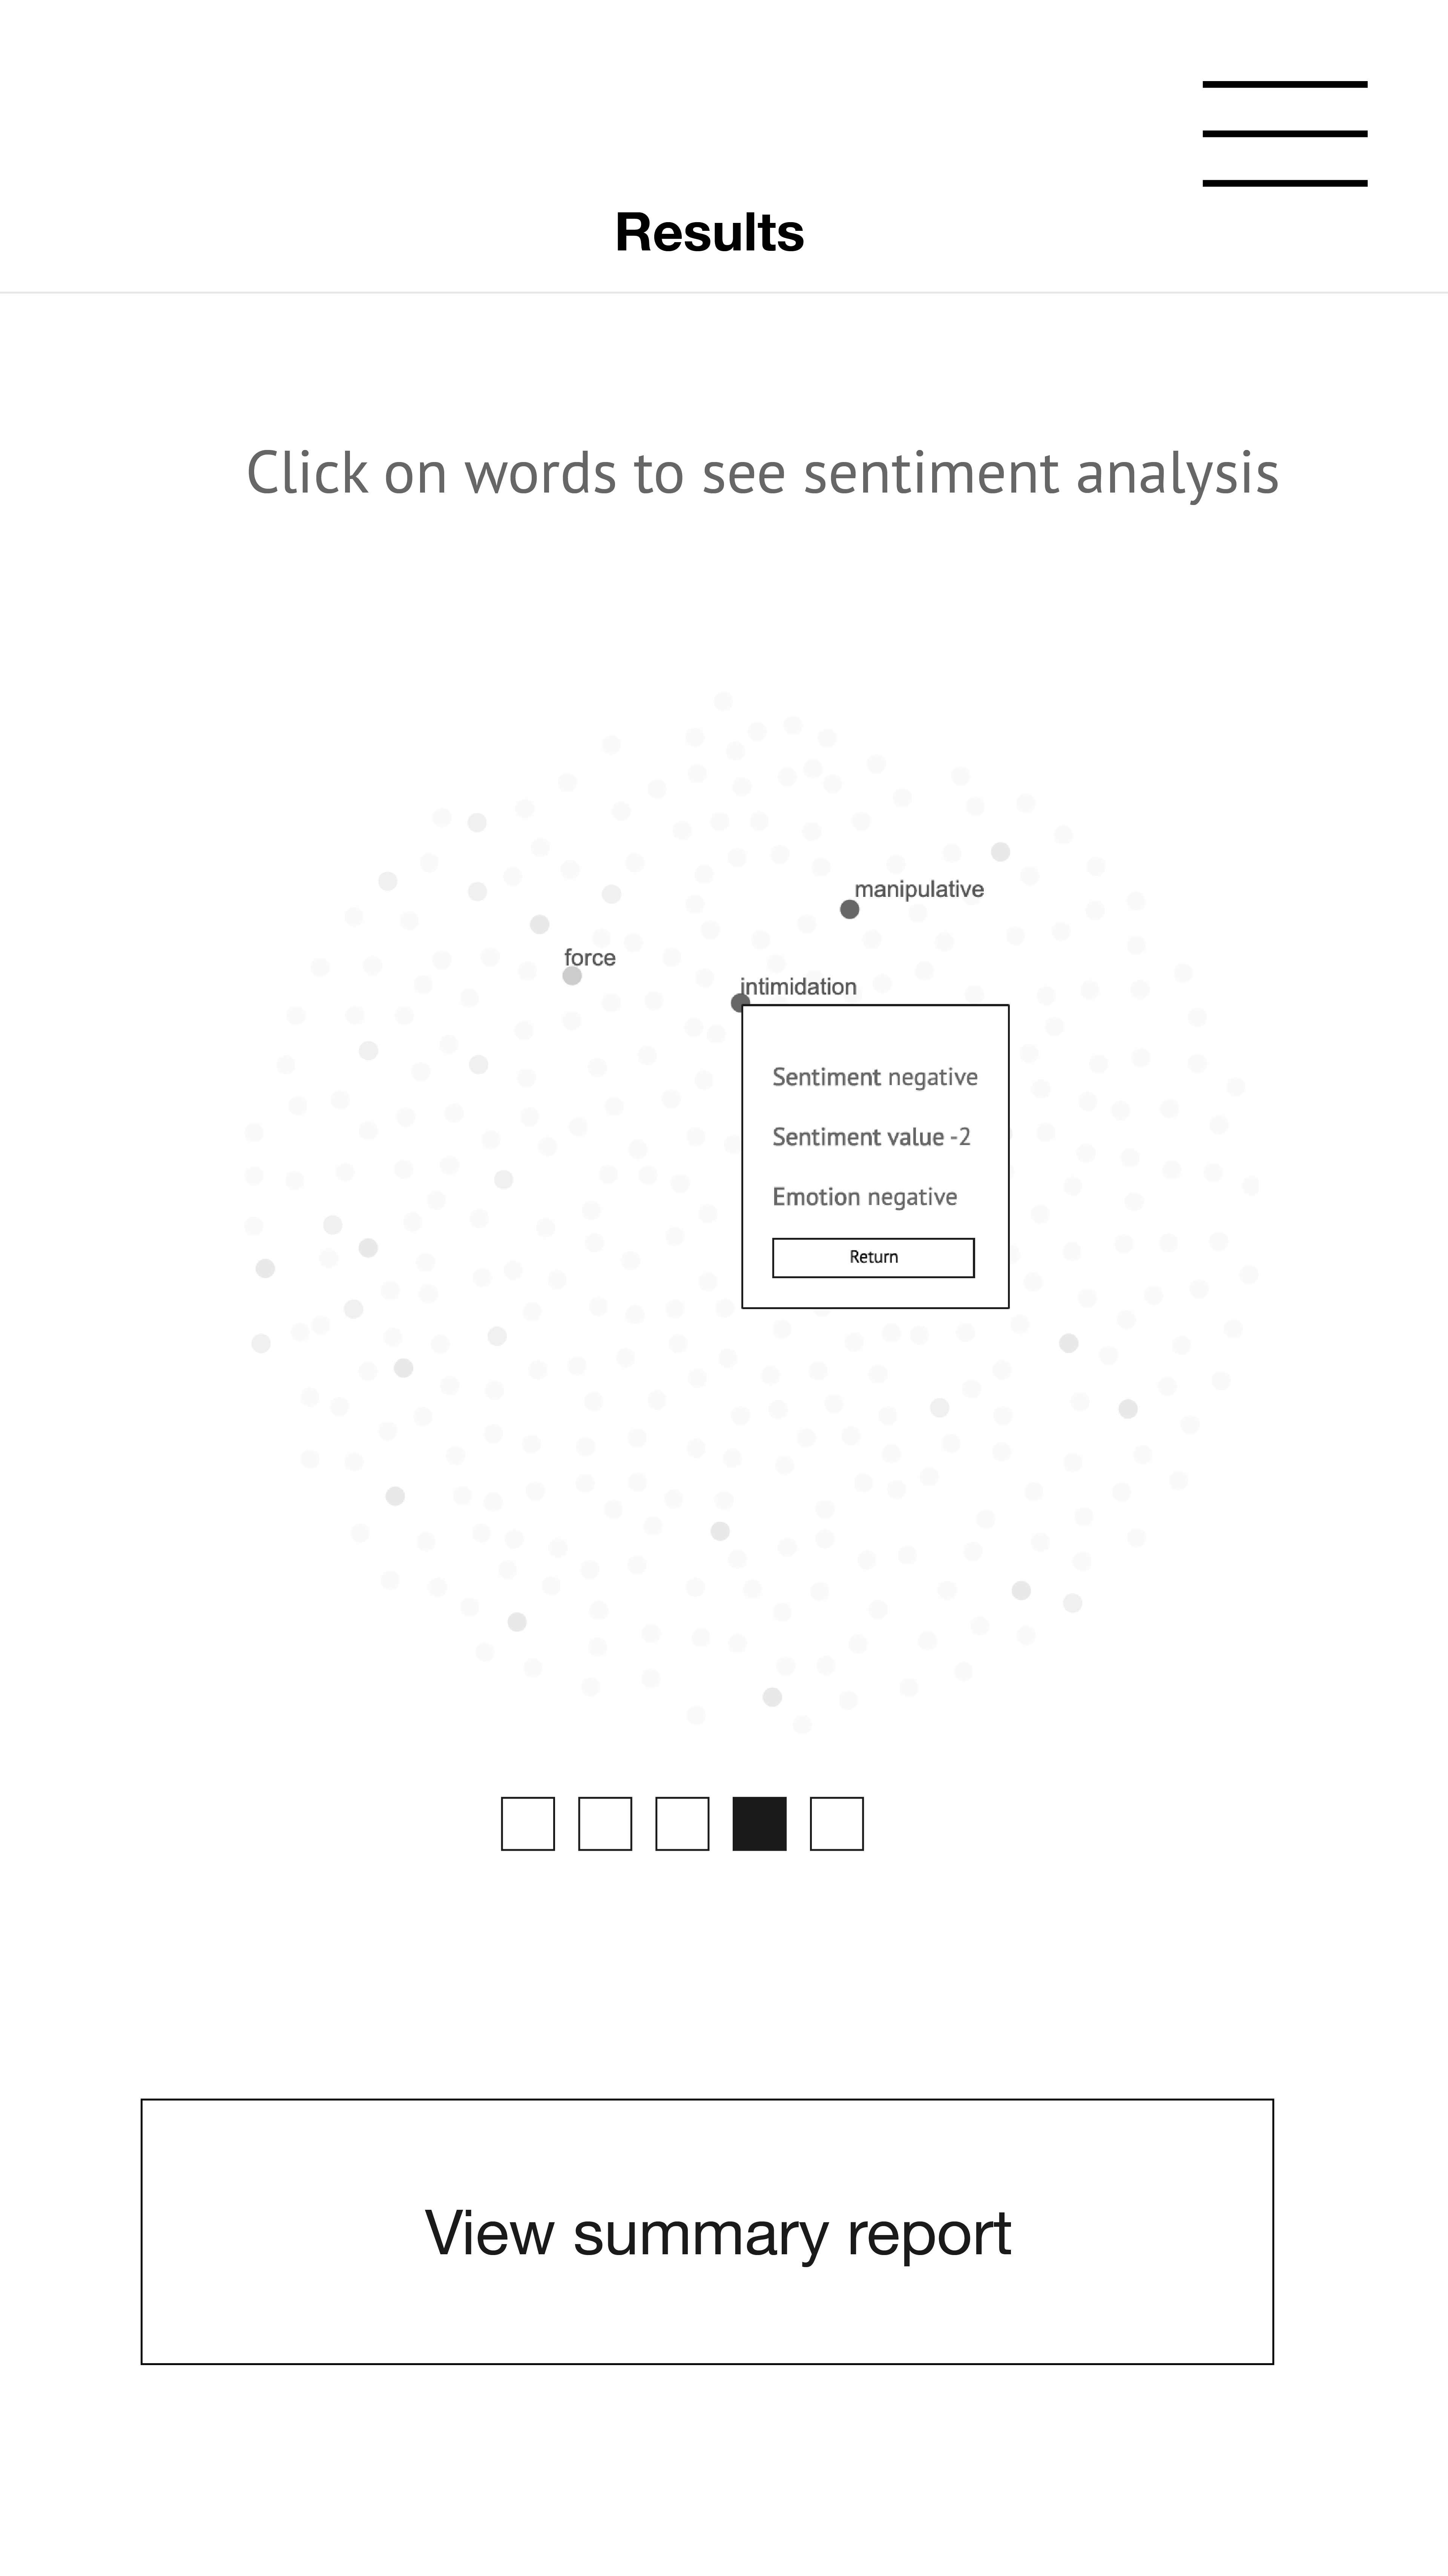 Results
Click on words to see sentiment analysis
manipulative
force
intimidation
Sentiment negative
Sentiment value -2
Emotion negative
Return
View summary report